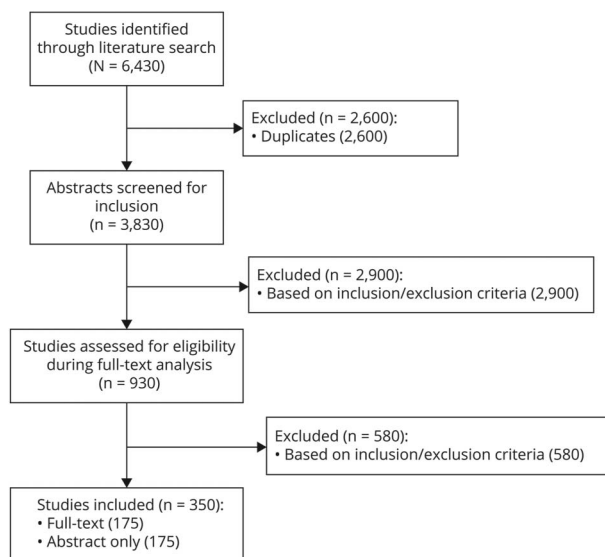 Studies identified
through literature search
(N = 6,430)
Excluded (n = 2,600):
• Duplicates (2,600)
Abstracts screened for
inclusion
(n = 3,830)
Excluded (n = 2,900):
• Based on inclusion/exclusion criteria (2,900)
Studies assessed for eligibility
during full-text analysis
(n = 930)
Excluded (n = 580):
• Based on inclusion/exclusion criteria (580)
Studies included (n = 350):
• Full-text (175)
• Abstract only (175)